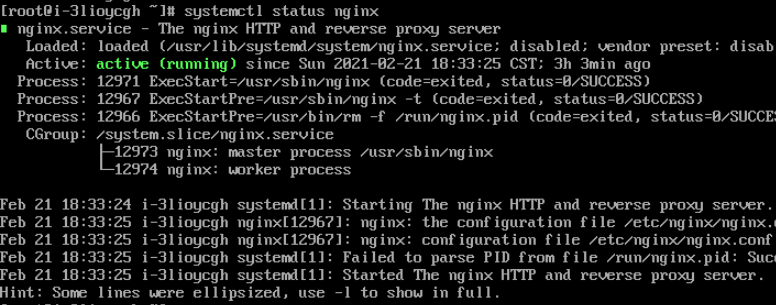 [root@i-3lioycgh ~]# systemctl status nginx
nginx.service - The nginx HTTP and reverse proxy server
Loaded: loaded (/usr/lib/systemd/system/nginx.service; disabled; vendor preset: disab
Active: active (running) since Sun 2021-02-21 18:33:25 CST; 3h 3min ago
Process: 12971 ExecStart=/usr/sbin/nginx (code=exited, status=0/SUCCESS)
Process: 12967 ExecStartPre=/usr/sbin/nginx -t (code=exited, status=0/SUCCESS)
Process: 12966 ExecStartPre=/usr/bin/rm -f /run/nginx.pid (code=exited, status=0/SUCCE
CGroup: /system.slice/nginx.service
├─12973 nginx: master process /usr/sbin/nginx
└─12974 nginx: worker process
Feb 21 18:33:24 i-3lioycgh systemd[1]: Starting The nginx HTTP and reverse proxy server.
Feb 21 18:33:25 i-3lioycgh nginx[12967]: nginx: the configuration file /etc/nginx/nginx.
Feb 21 18:33:25 i-3lioycgh nginx[12967]: nginx: configuration file /etc/nginx/nginx.conf
Feb 21 18:33:25 i-3lioycgh systemd[1]: Failed to parse PID from file /run/nginx.pid: Succ
Feb 21 18:33:25 i-3lioycgh systemd[1]: Started The nginx HTTP and reverse proxy server.
Hint: Some lines were ellipsized, use -l to show in full.